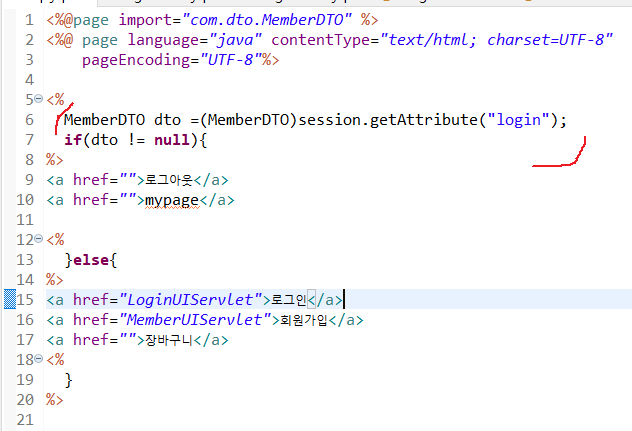 1 <%@page import="com.dto.MemberDTO" %>
2 <%@ page language="java" contentType="text/html; charset=UTF-8"
3 pageEncoding="UTF-8"%>
4
5 <%
6 MemberDTO dto =(MemberDTO)session.getAttribute("login");
7 if(dto != null){
8 %>
9 <a href="">로그아웃</a>
10 <a href="">mypage</a>
11
12 <%
13 }else{
14 %>
15 <a href="LoginUIServlet">로그인</a>
16 <a href="MemberUIServlet">회원가입</a>
17 <a href="">장바구니</a>
18 <%
19 }
20 %>
21